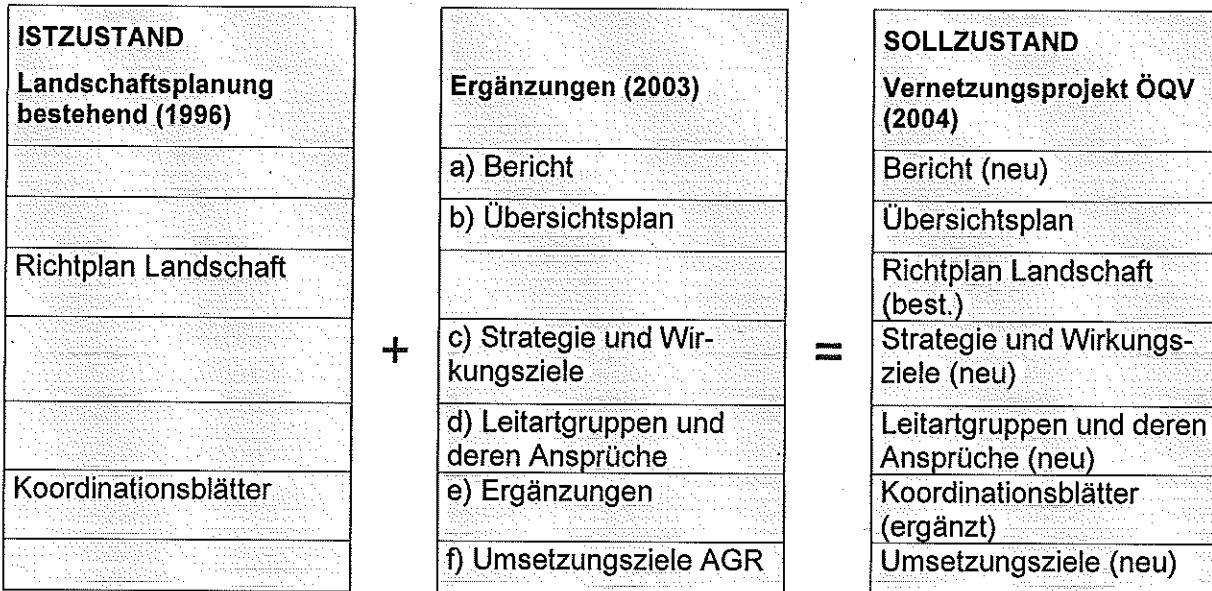 ISTZUSTAND
Landschaftsplanung
bestehend (1996)
Richtplan Landschaft
Koordinationsblätter
+
Ergänzungen (2003)
a) Bericht
b) Übersichtsplan
c) Strategie und Wir-
kungsziele
d) Leitartgruppen und
deren Ansprüche
e) Ergänzungen
f) Umsetzungsziele AGR
=
SOLLZUSTAND
Vernetzungsprojekt ÖQV
(2004)
Bericht (neu)
Übersichtsplan
Richtplan Landschaft
(best.)
Strategie und Wirkungs-
ziele (neu)
Leitartgruppen und deren
Ansprüche (neu)
Koordinationsblätter
(ergänzt)
Umsetzungsziele (neu)